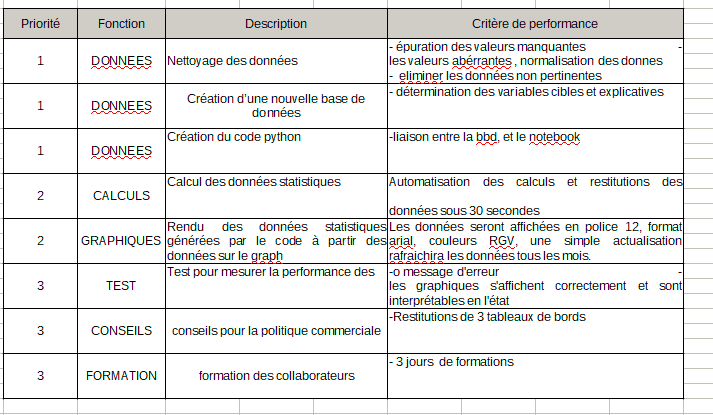 Priorité Fonction Description Critère de performance
1 DONNEES Nettoyage des données
- épuration des valeurs manquantes -
les valeurs abérrantes , normalisation des donnes
- eliminer les données non pertinentes
1 DONNEES Création d'une nouvelle base de
données
- détermination des variables cibles et explicatives
1 DONNEES Création du code python
-liaison entre la bbd, et le notebook
2 CALCULS Calcul des données statistiques
Automatisation des calculs et restitutions des
données sous 30 secondes
2 GRAPHIQUES Rendu des données statistiques
générées par le code à partir des
données sur le graph
Les données seront affichées en police 12, format
arial, couleurs RGV, une simple actualisation
rafraichira les données tous les mois.
3 TEST Test pour mesurer la performance des
-o message d'erreur -
les graphiques s'affichent correctement et sont
interprétables en l'état
3 CONSEILS conseils pour la politique commerciale
-Restitutions de 3 tableaux de bords
3 FORMATION formation des collaborateurs
- 3 jours de formations